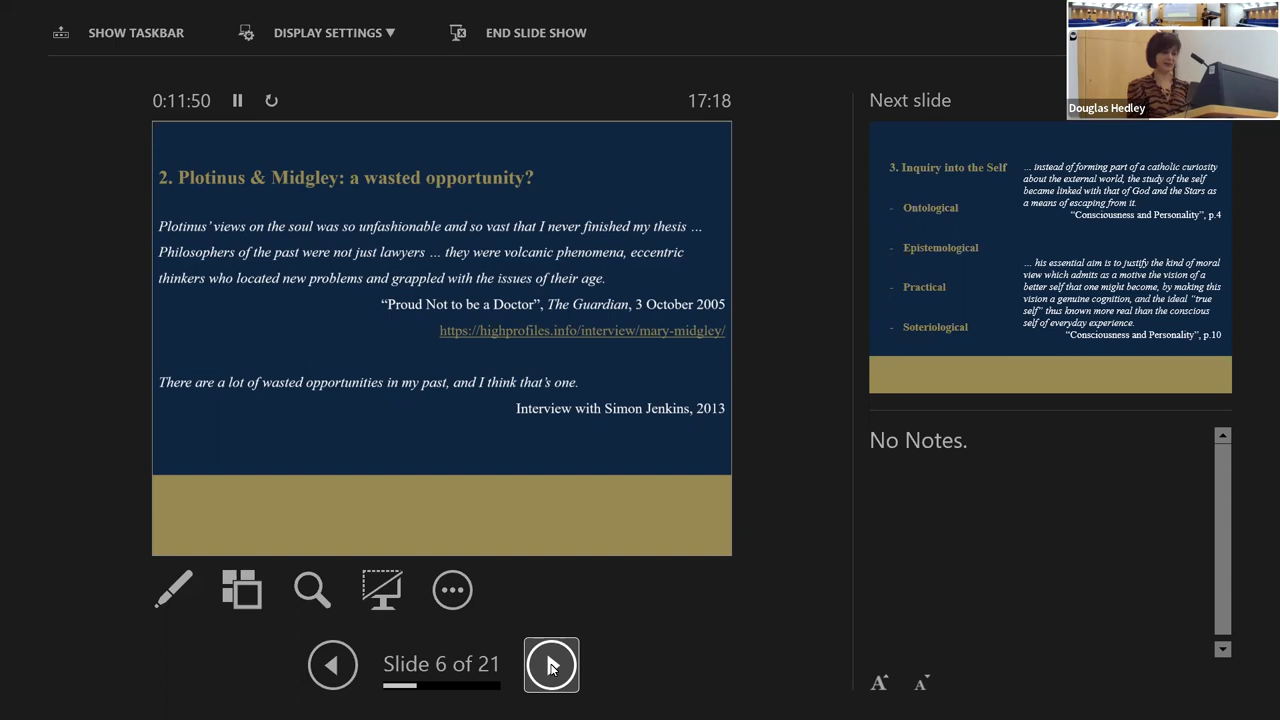 SHOW TASKBAR
DISPLAY SETTINGS ▼
END SLIDE SHOW
Douglas Hedley
0:11:50
17:18
2. Plotinus & Midgley: a wasted opportunity?
Plotinus' views on the soul was so unfashionable and so vast that I never finished my thesis …
Philosophers of the past were not just lawyers … they were volcanic phenomena, eccentric
thinkers who located new problems and grappled with the issues of their age.
“Proud Not to be a Doctor”, The Guardian, 3 October 2005
https://highprofiles.info/interview/mary-midgley/
There are a lot of wasted opportunities in my past, and I think that's one.
Interview with Simon Jenkins, 2013
Slide 6 of 21
Next slide
3. Inquiry into the Self
- Ontological
- Epistemological
- Practical
- Soteriological
… instead of forming part of a catholic curiosity
about the external world, the study of the self
became linked with that of God and the Stars as
a means of escaping from it.
“Consciousness and Personality”, p.4
… his essential aim is to justify the kind of moral
view which admits as a motive the vision of a
better self that one might become, by making this
vision a genuine cognition, and the ideal “true
self” thus known more real than the conscious
self of everyday experience.
“Consciousness and Personality”, p.10
No Notes.
A A